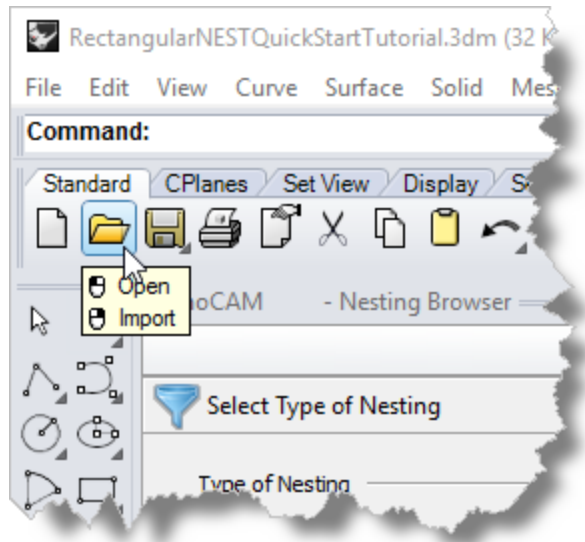 RectangularNESTQuickStartTutorial.3dm (32 K
File Edit View Curve Surface Solid Mes
Command:
Standard CPlanes Set View Display
Open
Import
noCAM - Nesting Browser
Select Type of Nesting
Type of Nesting